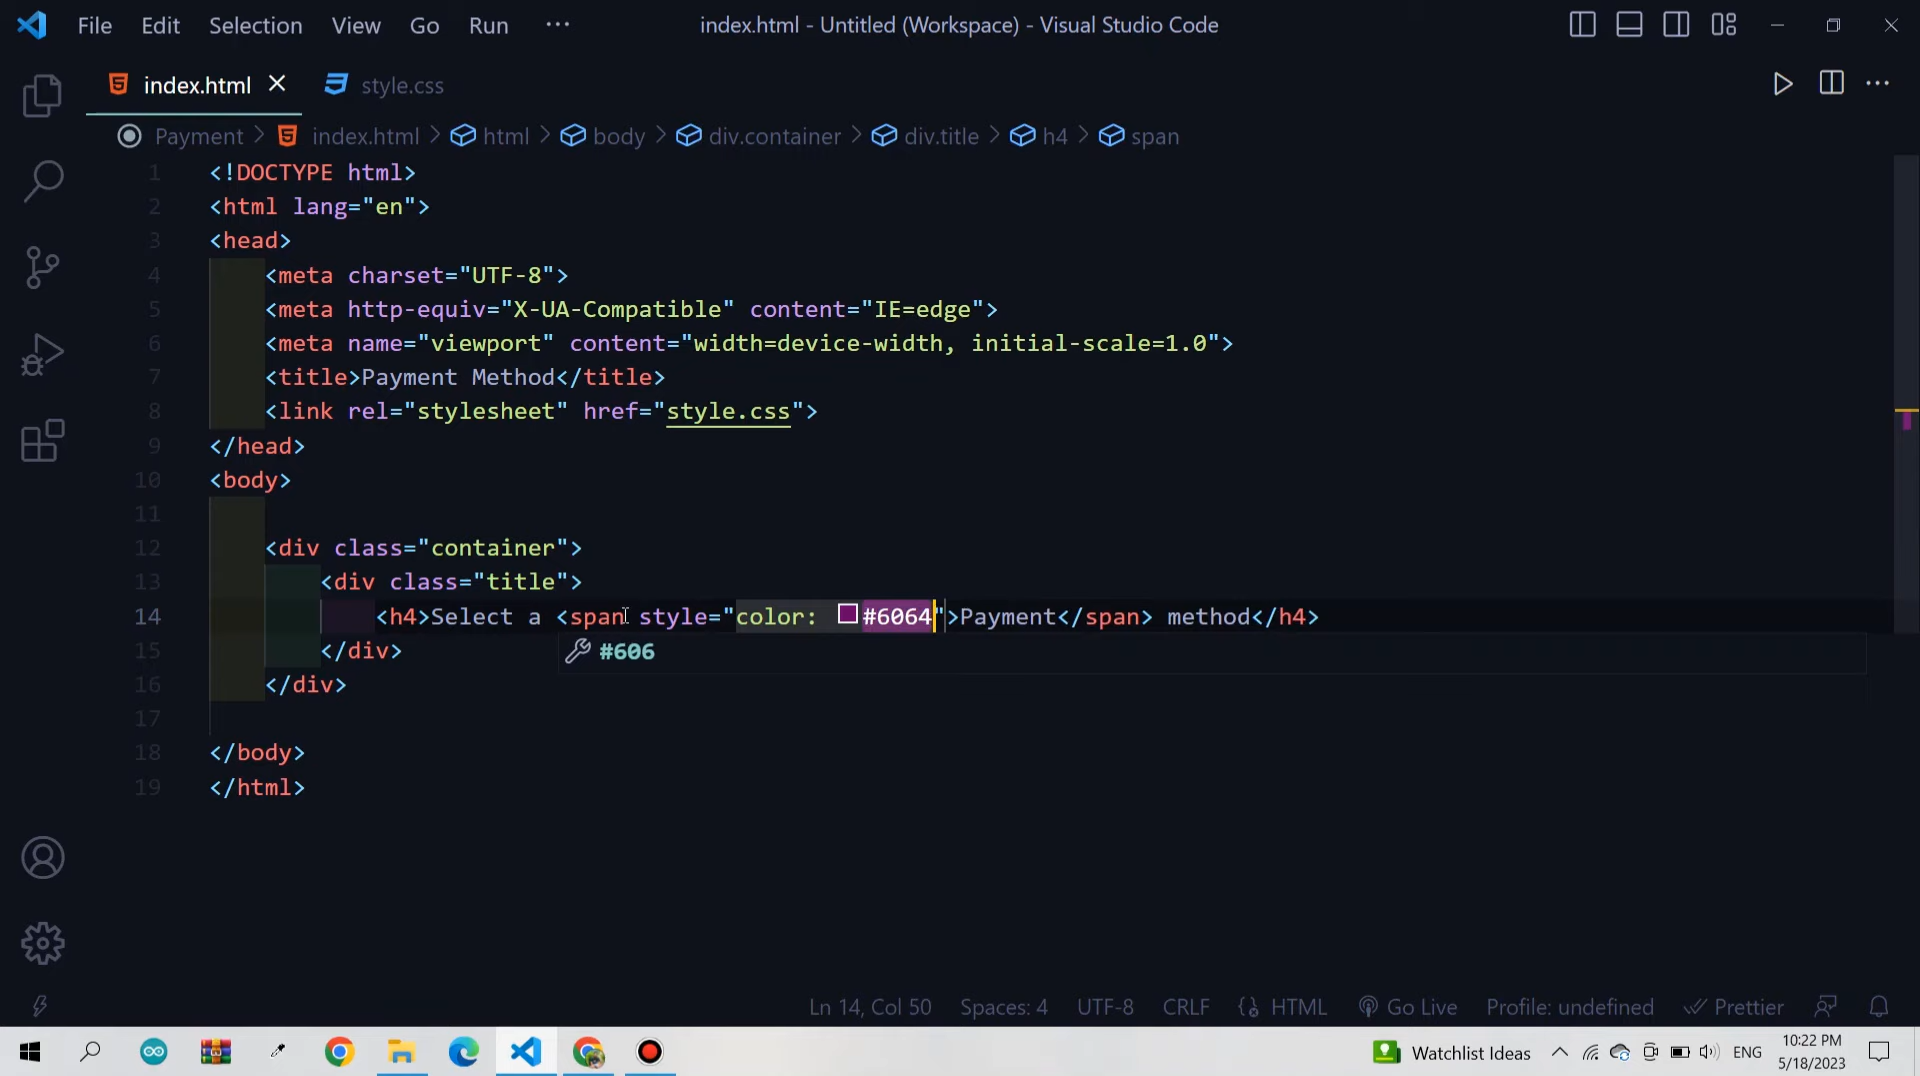 File Edit Selection View Go Run ··· index.html - Untitled (Workspace) - Visual Studio Code
index.html style.css
Payment > index.html > html > body > div.container > div.title > h4 > span
1 <!DOCTYPE html>
2 <html lang="en">
3 <head>
4 <meta charset="UTF-8">
5 <meta http-equiv="X-UA-Compatible" content="IE=edge">
6 <meta name="viewport" content="width=device-width, initial-scale=1.0">
7 <title>Payment Method</title>
8 <link rel="stylesheet" href="style.css">
9 </head>
10 <body>
11
12 <div class="container">
13 <div class="title">
14 <h4>Select a <span style="color: #6064">Payment</span> method</h4>
#606
15 </div>
16 </div>
17
18 </body>
19 </html>
Ln 14, Col 50 Spaces: 4 UTF-8 CRLF {} HTML Go Live Profile: undefined Prettier
Watchlist Ideas ENG 10:22 PM
5/18/2023